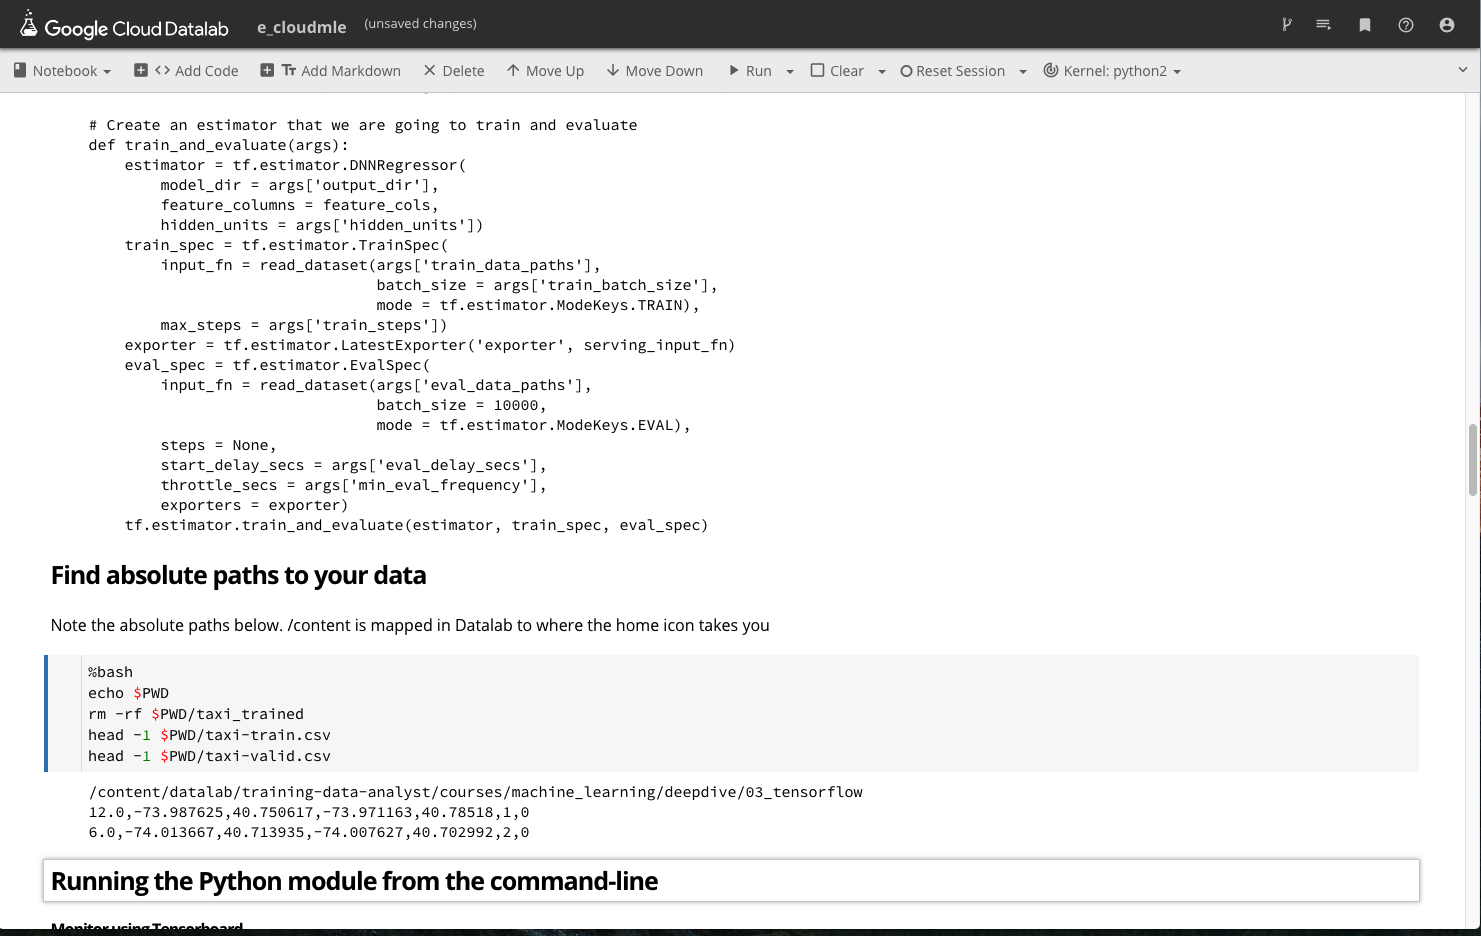 Google Cloud Datalab e_cloudmle (unsaved changes)
Notebook Add Code Add Markdown Delete Move Up Move Down Run Clear Reset Session Kernel: python2
# Create an estimator that we are going to train and evaluate
def train_and_evaluate(args):
    estimator = tf.estimator.DNNRegressor(
        model_dir = args['output_dir'],
        feature_columns = feature_cols,
        hidden_units = args['hidden_units'])
    train_spec = tf.estimator.TrainSpec(
        input_fn = read_dataset(args['train_data_paths'],
                                batch_size = args['train_batch_size'],
                                mode = tf.estimator.ModeKeys.TRAIN),
        max_steps = args['train_steps'])
    exporter = tf.estimator.LatestExporter('exporter', serving_input_fn)
    eval_spec = tf.estimator.EvalSpec(
        input_fn = read_dataset(args['eval_data_paths'],
                                batch_size = 10000,
                                mode = tf.estimator.ModeKeys.EVAL),
        steps = None,
        start_delay_secs = args['eval_delay_secs'],
        throttle_secs = args['min_eval_frequency'],
        exporters = exporter)
    tf.estimator.train_and_evaluate(estimator, train_spec, eval_spec)
Find absolute paths to your data
Note the absolute paths below. /content is mapped in Datalab to where the home icon takes you
%bash
echo $PWD
rm -rf $PWD/taxi_trained
head -1 $PWD/taxi-train.csv
head -1 $PWD/taxi-valid.csv
/content/datalab/training-data-analyst/courses/machine_learning/deepdive/03_tensorflow
12.0,-73.987625,40.750617,-73.971163,40.78518,1,0
6.0,-74.013667,40.713935,-74.007627,40.702992,2,0
Running the Python module from the command-line
Monitor using Tensorboard